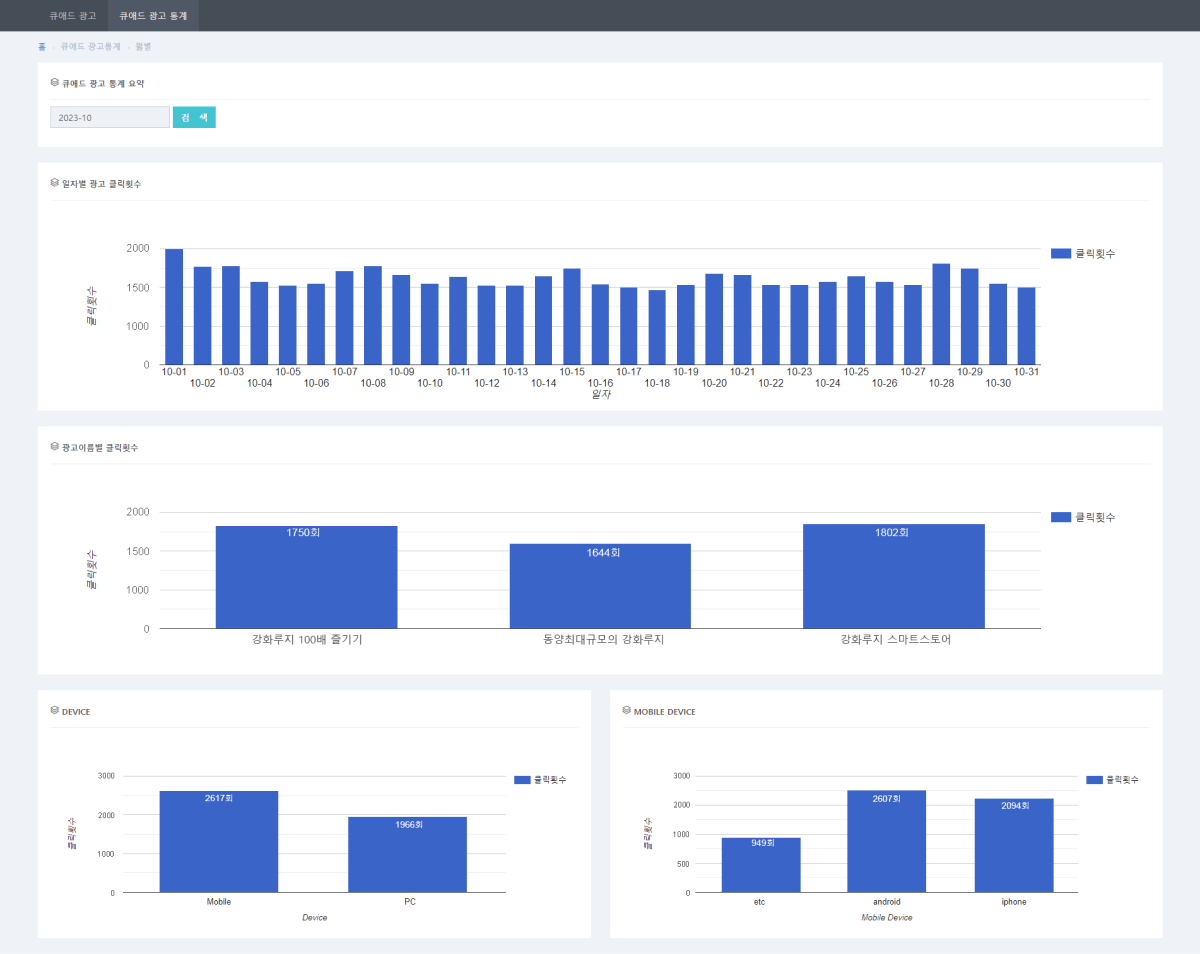 큐애드 광고 큐애드 광고 통계
홈 › 큐애드 광고통계 › 월별
큐애드 광고 통계 요약
2023-10 검 색
일자별 광고 클릭횟수
2000
1500
1000
0
클릭횟수
클릭횟수
10-01 10-03 10-05 10-07 10-09 10-11 10-13 10-15 10-17 10-19 10-21 10-23 10-25 10-27 10-29 10-31
10-02 10-04 10-06 10-08 10-10 10-12 10-14 10-16 10-18 10-20 10-22 10-24 10-26 10-28 10-30
일자
광고이름별 클릭횟수
2000
1500
1000
0
클릭횟수
클릭횟수
1750회 1644회 1802회
강화루지 100배 즐기기 동양최대규모의 강화루지 강화루지 스마트스토어
DEVICE
3000
2000
1000
0
클릭횟수
클릭횟수
2617회 1966회
Mobile PC
Device
MOBILE DEVICE
3000
2000
1000
500
0
클릭횟수
클릭횟수
949회 2607회 2094회
etc android iphone
Mobile Device